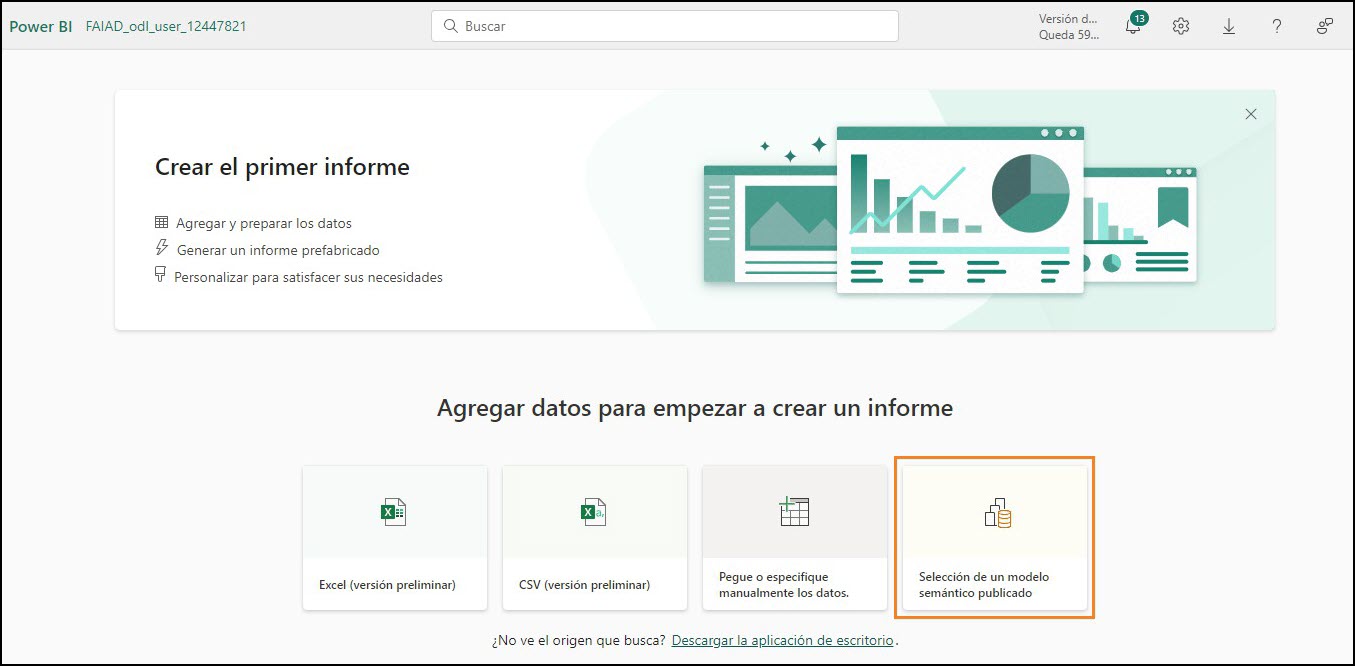 Power BI FAIAD_odl_user_12447821
Buscar
Versión d...
Queda 59...
13
?
Crear el primer informe
Agregar y preparar los datos
Generar un informe prefabricado
Personalizar para satisfacer sus necesidades
Agregar datos para empezar a crear un informe
Excel (versión preliminar)
CSV (versión preliminar)
Pegue o especifique
manualmente los datos.
Selección de un modelo
semántico publicado
¿No ve el origen que busca? Descargar la aplicación de escritorio.